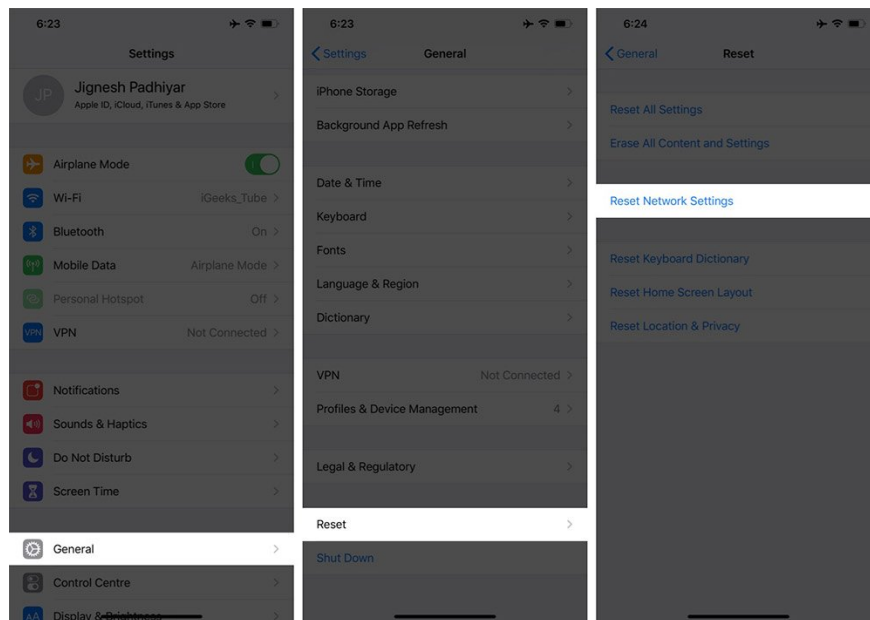 6:23
Settings
JP
Jignesh Padhiyar
Apple ID, iCloud, iTunes & App Store
Airplane Mode
Wi-Fi
iGeeks_Tube
Bluetooth
On
Mobile Data
Airplane Mode
Personal Hotspot
Off
VPN
VPN
Not Connected
Notifications
Sounds & Haptics
Do Not Disturb
Screen Time
General
Control Centre
AA
Display & Brightness
6:23
Settings
General
iPhone Storage
Background App Refresh
Date & Time
Keyboard
Fonts
Language & Region
Dictionary
VPN
Not Connected
Profiles & Device Management
4
Legal & Regulatory
Reset
Shut Down
6:24
General
Reset
Reset All Settings
Erase All Content and Settings
Reset Network Settings
Reset Keyboard Dictionary
Reset Home Screen Layout
Reset Location & Privacy